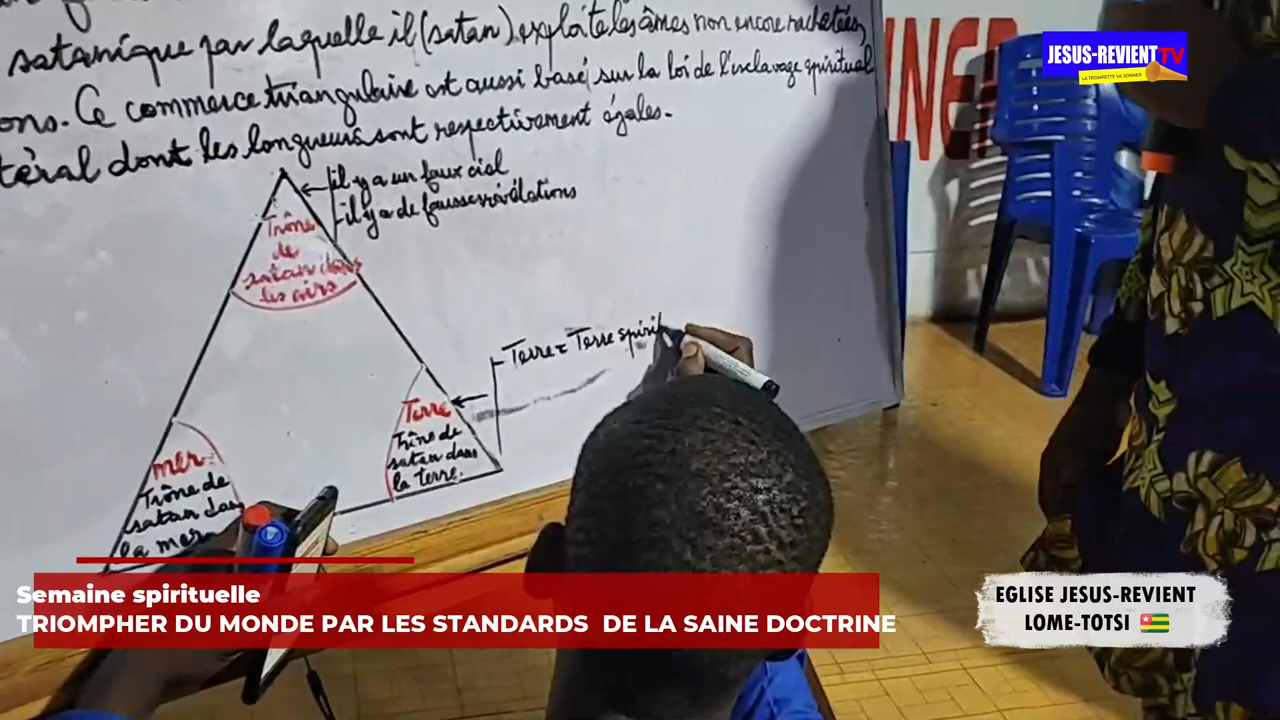 satanique par laquelle il (satan) exploite les âmes non encore rachetées,
ons. Ce commerce triangulaire est aussi basé sur la loi de l'esclavage spirituel
téral dont les longueurs sont respectivement égales.
il y a un faux ciel
il y a de fausses révélations
Trône
de
satan dans
les airs
Terre = Terre spiri
Terre
Trône de
satan dans
la terre.
mer
Trône de
satan dans
la mer
NNER
JESUS-REVIENT TV
LA TROMPETTE VA SONNER
Semaine spirituelle
TRIOMPHER DU MONDE PAR LES STANDARDS DE LA SAINE DOCTRINE
EGLISE JESUS-REVIENT
LOME-TOTSI